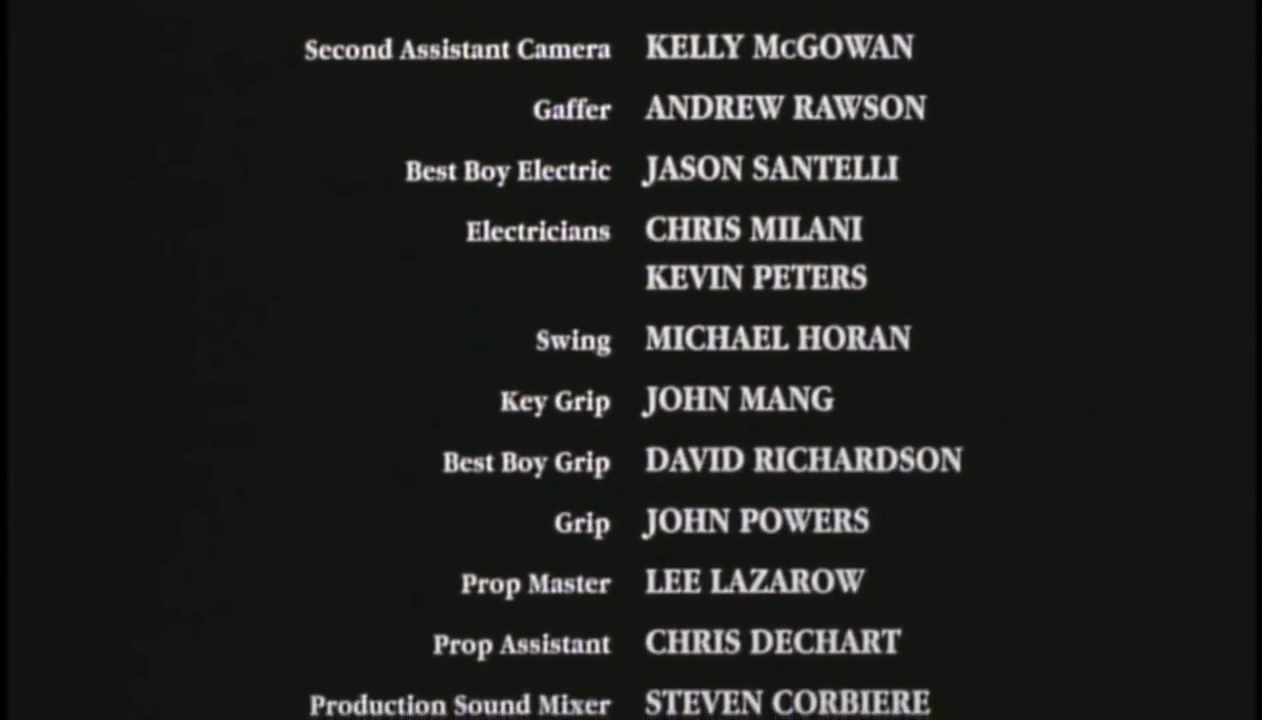 Second Assistant Camera KELLY McGOWAN
Gaffer ANDREW RAWSON
Best Boy Electric JASON SANTELLI
Electricians CHRIS MILANI
KEVIN PETERS
Swing MICHAEL HORAN
Key Grip JOHN MANG
Best Boy Grip DAVID RICHARDSON
Grip JOHN POWERS
Prop Master LEE LAZAROW
Prop Assistant CHRIS DECHART
Production Sound Mixer STEVEN CORBIERE